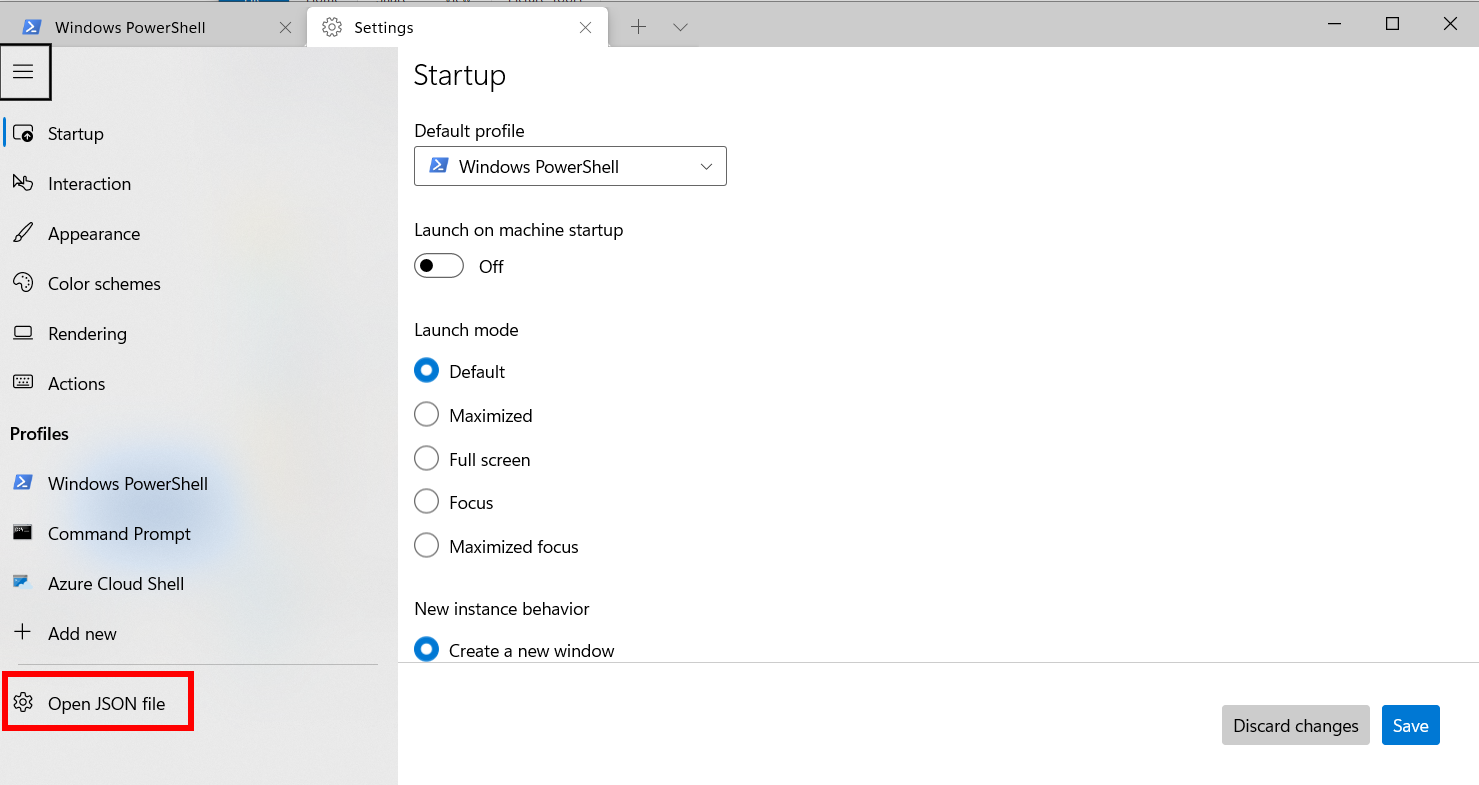 Windows PowerShell
Settings
Startup
Interaction
Appearance
Color schemes
Rendering
Actions
Profiles
Windows PowerShell
Command Prompt
Azure Cloud Shell
Add new
Open JSON file
Startup
Default profile
Windows PowerShell
Launch on machine startup
Off
Launch mode
Default
Maximized
Full screen
Focus
Maximized focus
New instance behavior
Create a new window
Discard changes
Save